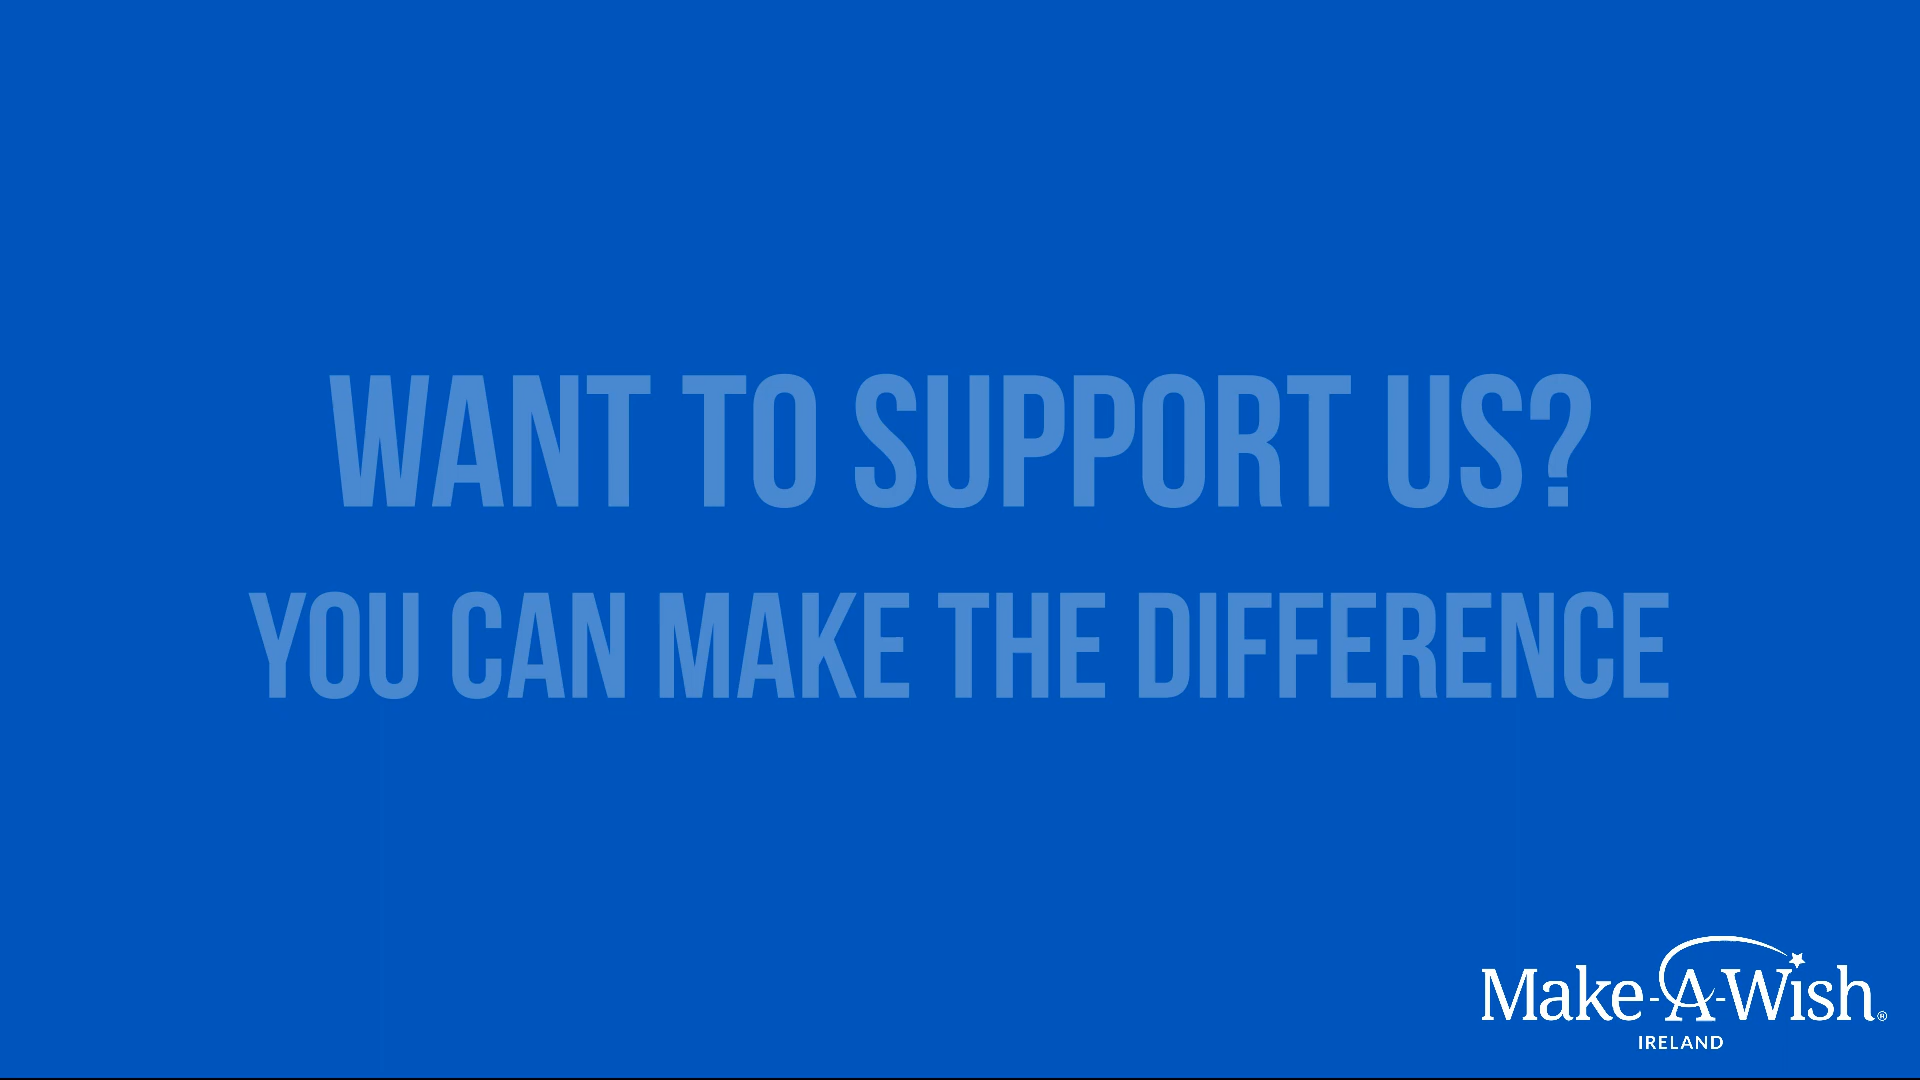 WANT TO SUPPORT US?
YOU CAN MAKE THE DIFFERENCE
Make-A-Wish®
IRELAND